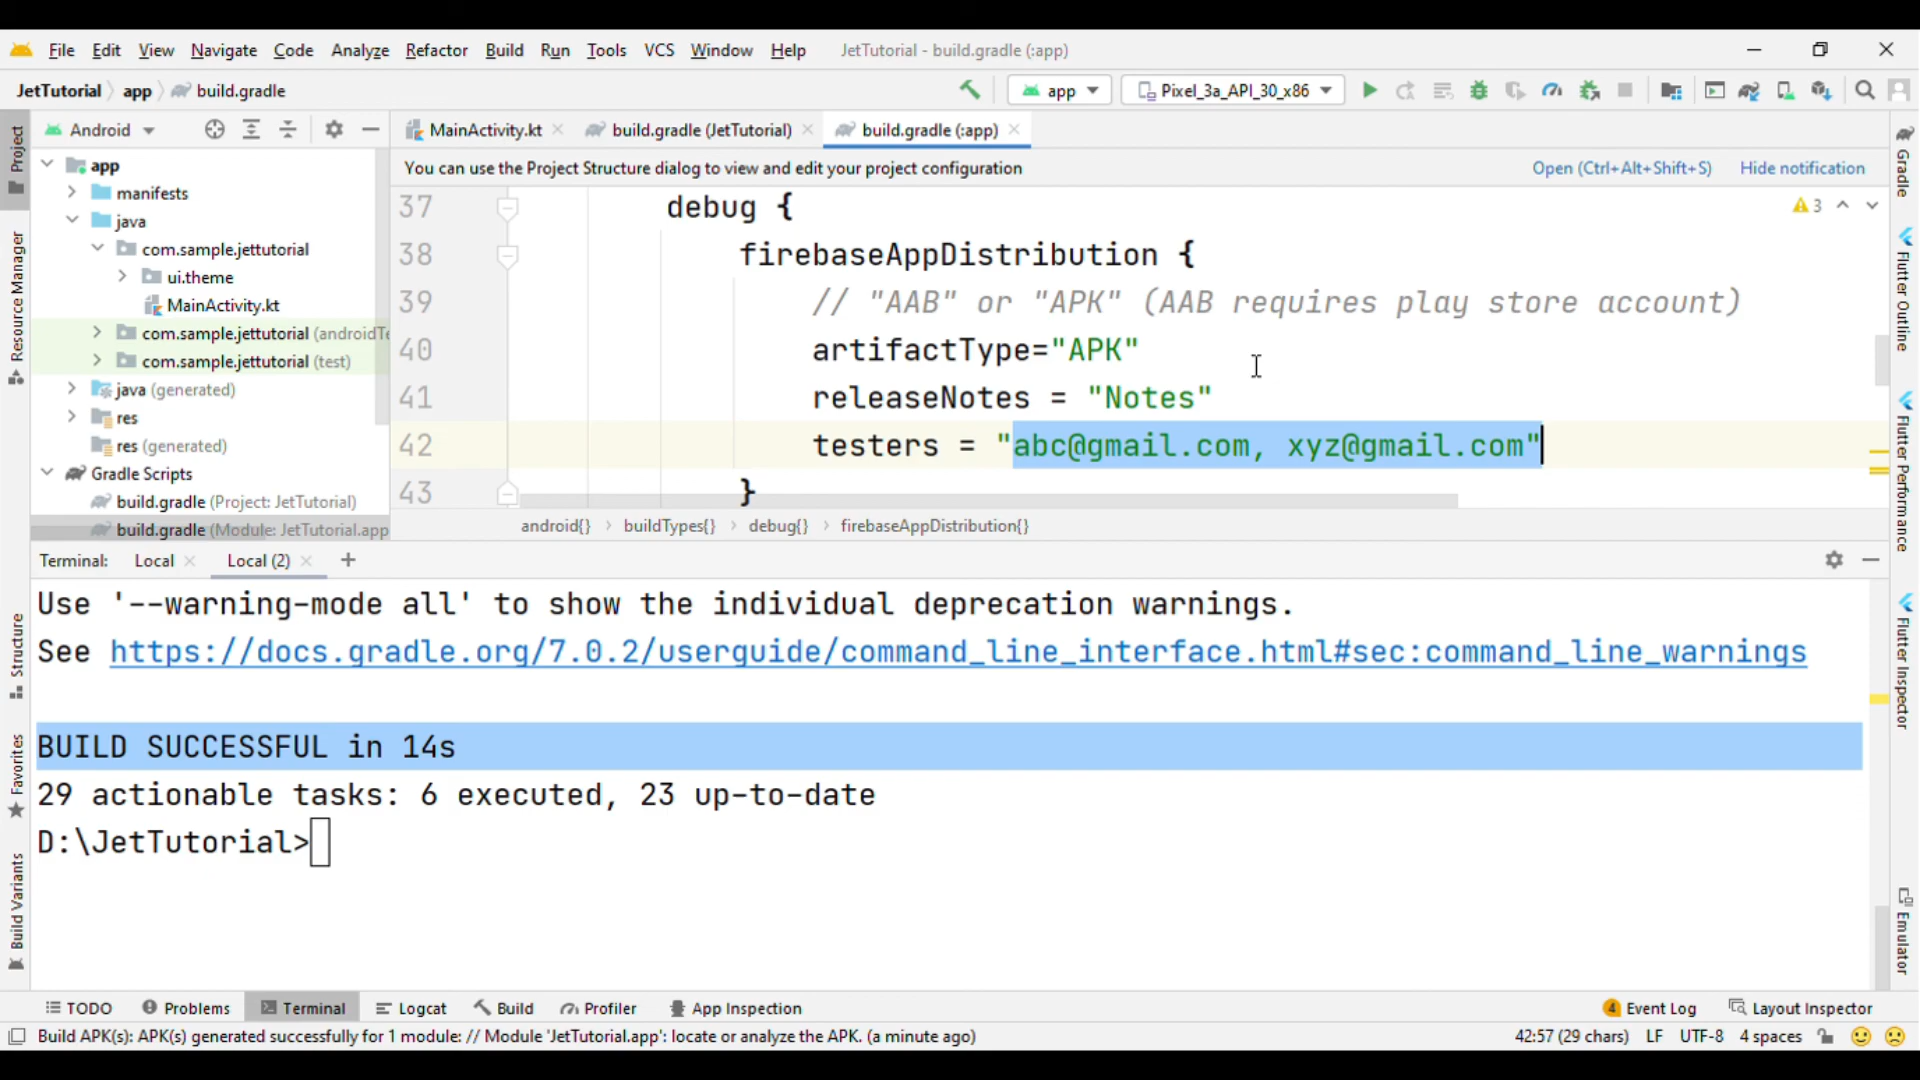 File Edit View Navigate Code Analyze Refactor Build Run Tools VCS Window Help JetTutorial - build.gradle (:app)
JetTutorial app build.gradle
app Pixel_3a_API_30_x86
Android
MainActivity.kt build.gradle (JetTutorial) build.gradle (:app)
You can use the Project Structure dialog to view and edit your project configuration Open (Ctrl+Alt+Shift+S) Hide notification
Project
Resource Manager
Structure
Favorites
Build Variants
app
manifests
java
com.sample.jettutorial
ui.theme
MainActivity.kt
com.sample.jettutorial (androidTe
com.sample.jettutorial (test)
java (generated)
res
res (generated)
Gradle Scripts
build.gradle (Project: JetTutorial)
build.gradle (Module: JetTutorial.app
37 debug {
38 firebaseAppDistribution {
39 // "AAB" or "APK" (AAB requires play store account)
40 artifactType="APK"
41 releaseNotes = "Notes"
42 testers = "abc@gmail.com, xyz@gmail.com"
43 }
3
android{} buildTypes{} debug{} firebaseAppDistribution{}
Gradle
Flutter Outline
Flutter Performance
Flutter Inspector
Emulator
Terminal: Local Local (2) +
Use '--warning-mode all' to show the individual deprecation warnings.
See https://docs.gradle.org/7.0.2/userguide/command_line_interface.html#sec:command_line_warnings
BUILD SUCCESSFUL in 14s
29 actionable tasks: 6 executed, 23 up-to-date
D:\JetTutorial>
TODO Problems Terminal Logcat Build Profiler App Inspection 4 Event Log Layout Inspector
Build APK(s): APK(s) generated successfully for 1 module: // Module 'JetTutorial.app': locate or analyze the APK. (a minute ago) 42:57 (29 chars) LF UTF-8 4 spaces